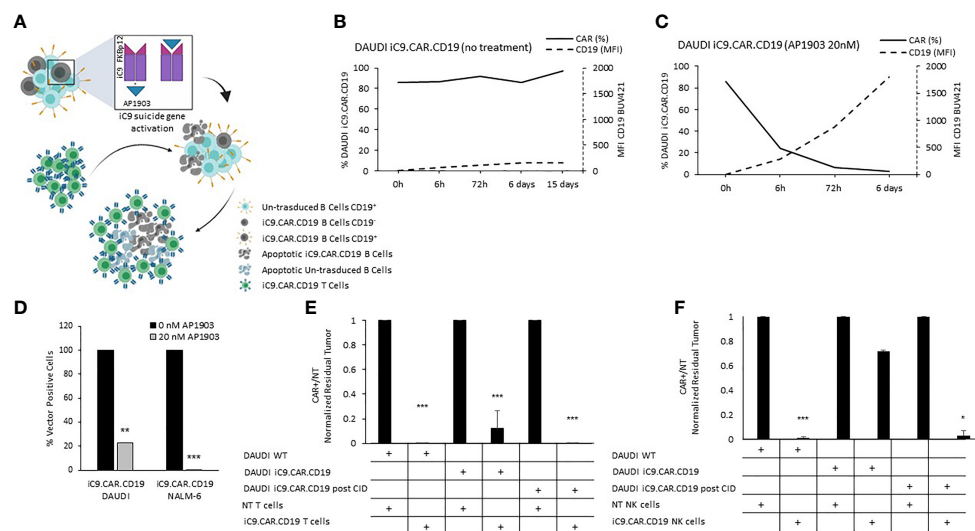 A
iC9 FKBp12
AP1903
iC9 suicide gene
activation
Un-trasduced B Cells CD19⁺
iC9.CAR.CD19 B Cells CD19⁻
iC9.CAR.CD19 B Cells CD19⁺
Apoptotic iC9.CAR.CD19 B Cells
Apoptotic Un-trasduced B Cells
iC9.CAR.CD19 T Cells
B
DAUDI iC9.CAR.CD19 (no treatment)
CAR (%)
CD19 (MFI)
% DAUDI iC9.CAR.CD19
100
80
60
40
20
0
0h
6h
72h
6 days
15 days
2000
1500
1000
500
0
MFI CD19 BUV421
C
DAUDI iC9.CAR.CD19 (AP1903 20nM)
CAR (%)
CD19 (MFI)
% DAUDI iC9.CAR.CD19
100
80
60
40
20
0
0h
6h
72h
6 days
2000
1500
1000
500
0
MFI CD19 BUV421
D
0 nM AP1903
20 nM AP1903
% Vector Positive Cells
120
100
80
60
40
20
0
**
***
iC9.CAR.CD19
DAUDI
iC9.CAR.CD19
NALM-6
E
CAR+/NT
Normalized Residual Tumor
1
0.8
0.6
0.4
0.2
0
***
***
***
DAUDI WT + +
DAUDI iC9.CAR.CD19 + +
DAUDI iC9.CAR.CD19 post CID + +
NT T cells + + +
iC9.CAR.CD19 T cells + + +
F
CAR+/NT
Normalized Residual Tumor
1
0.8
0.6
0.4
0.2
0
***
*
DAUDI WT + +
DAUDI iC9.CAR.CD19 + +
DAUDI iC9.CAR.CD19 post CID + +
NT NK cells + + +
iC9.CAR.CD19 NK cells + + +